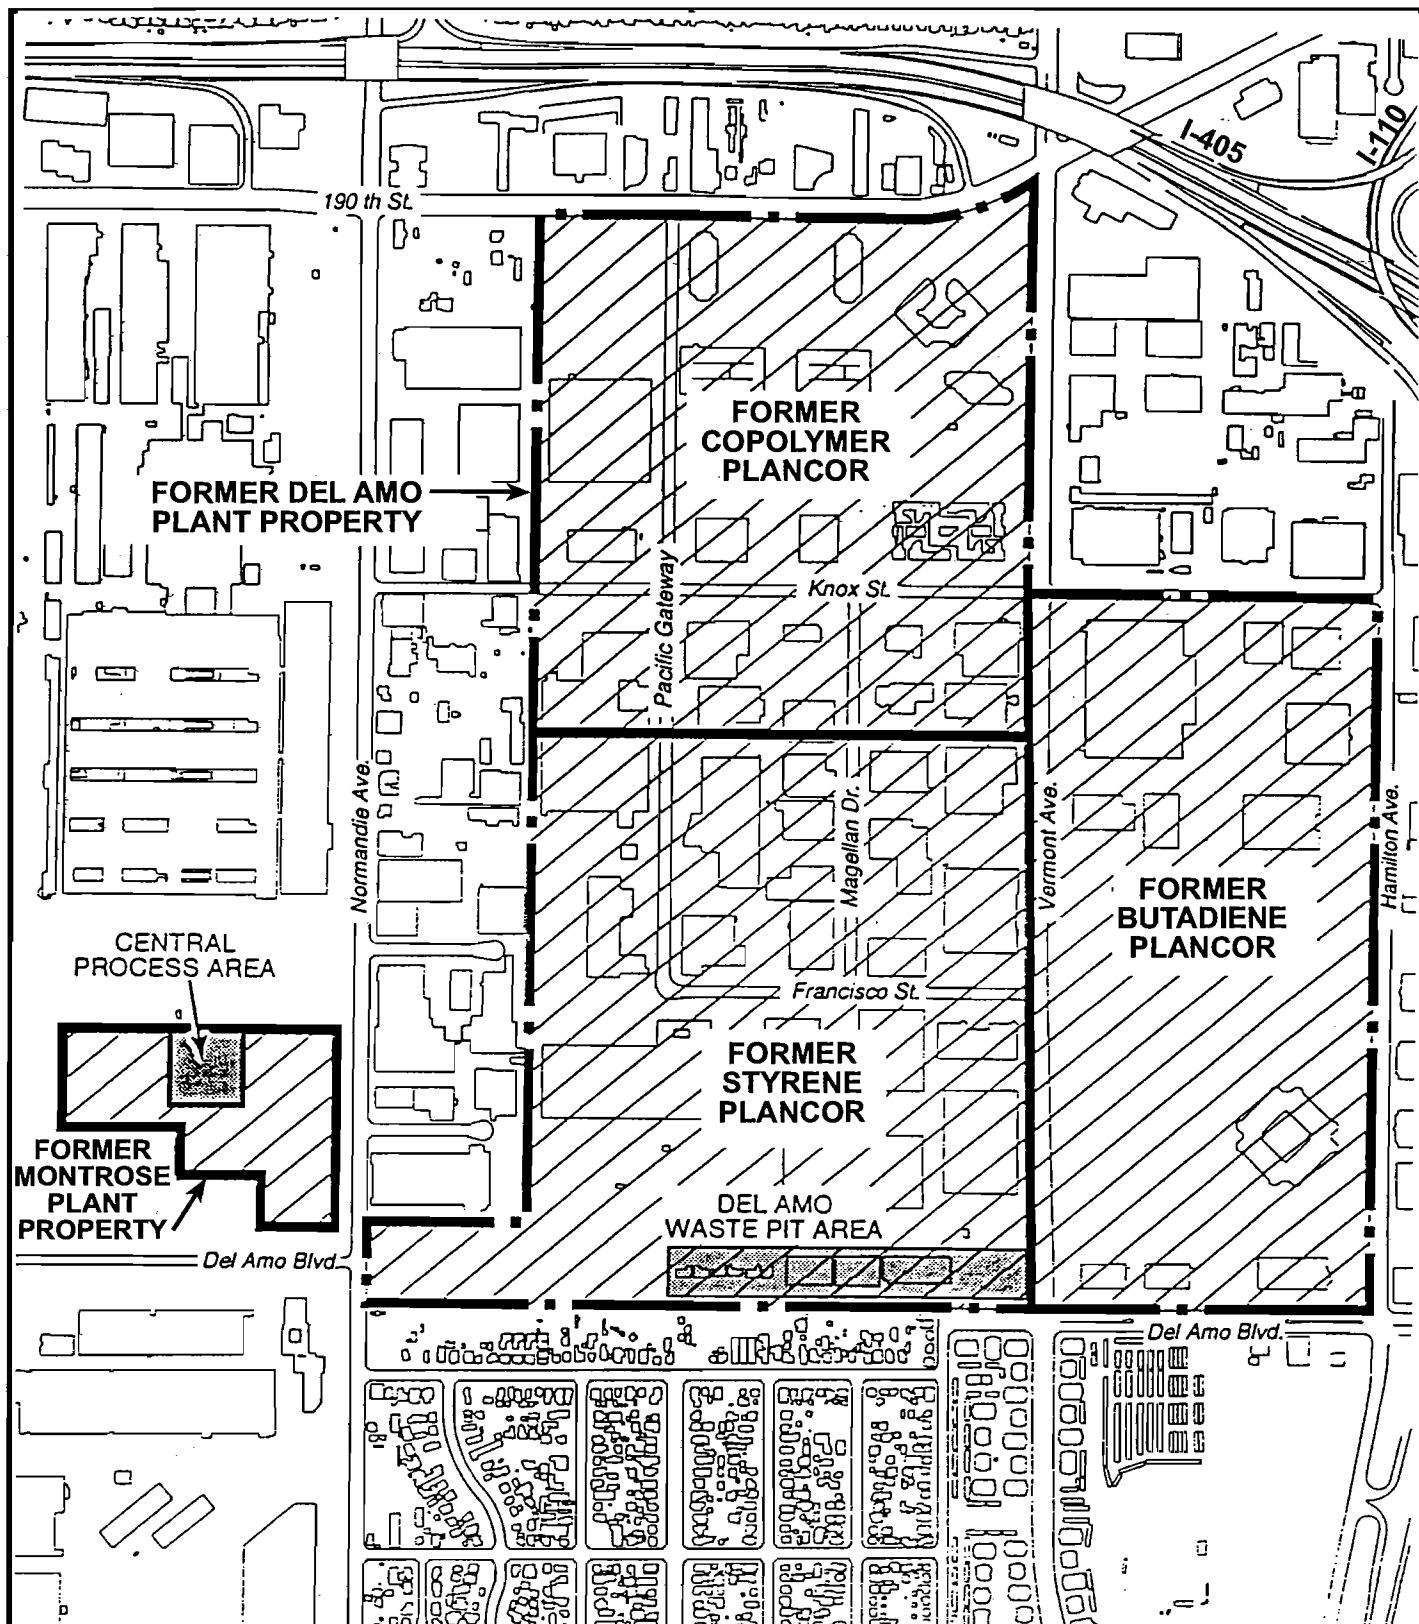 I-405
I-110
190 th St.
FORMER
COPOLYMER
PLANCOR
FORMER DEL AMO
PLANT PROPERTY
Pacific Gateway
Knox St.
Normandie Ave.
Magellan Dr.
Vermont Ave.
Hamilton Ave.
FORMER
BUTADIENE
PLANCOR
CENTRAL
PROCESS AREA
Francisco St.
FORMER
STYRENE
PLANCOR
FORMER
MONTROSE
PLANT
PROPERTY
DEL AMO
WASTE PIT AREA
Del Amo Blvd.
Del Amo Blvd.